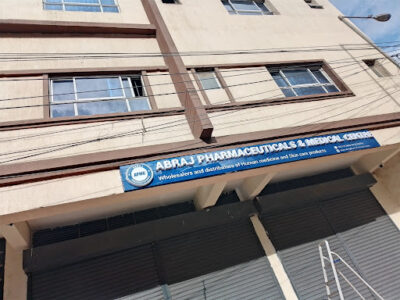 ABRAJ PHARMACEUTICALS & MEDICAL CENTRE
Wholesalers and distributors of Human medicine and Skin care products